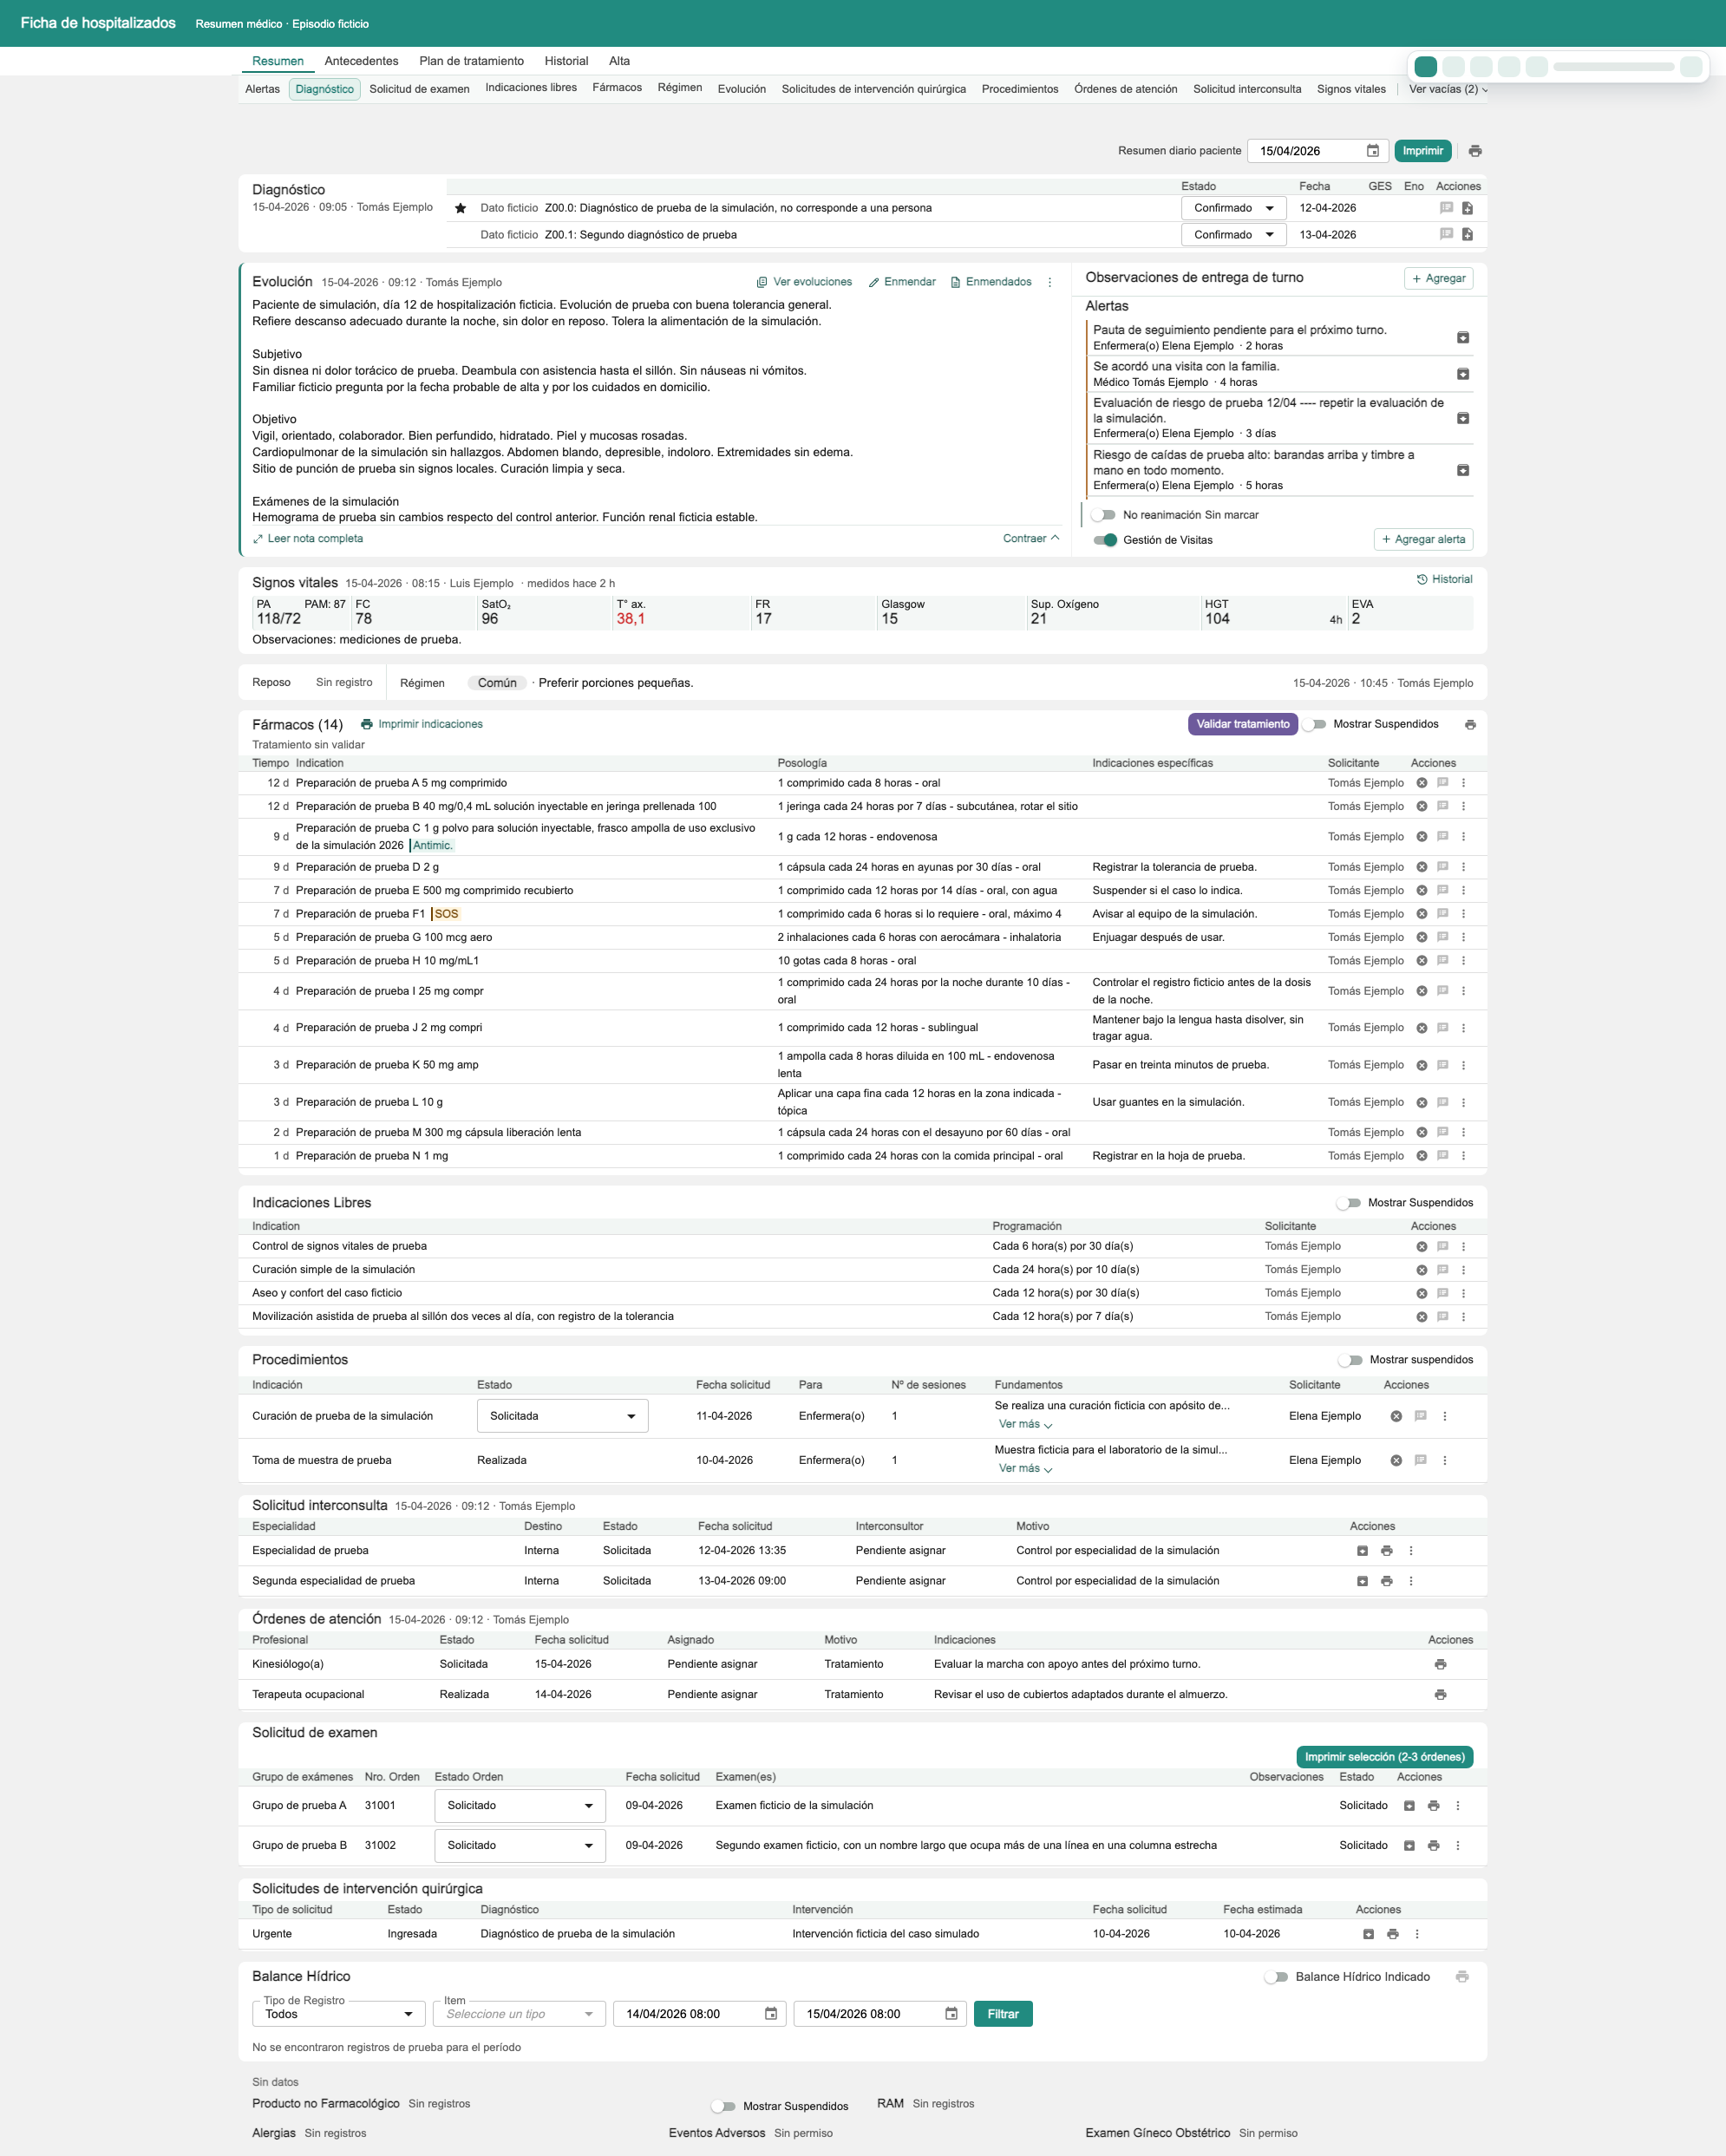 Ficha de hospitalizados Resumen médico · Episodio ficticio
Resumen Antecedentes Plan de tratamiento Historial Alta
Alertas Diagnóstico Solicitud de examen Indicaciones libres Fármacos Régimen Evolución Solicitudes de intervención quirúrgica Procedimientos Órdenes de atención Solicitud interconsulta Signos vitales Ver vacías (2)
Resumen diario paciente 15/04/2026 Imprimir
Diagnóstico
15-04-2026 · 09:05 · Tomás Ejemplo
Estado Fecha GES Eno Acciones
Dato ficticio Z00.0: Diagnóstico de prueba de la simulación, no corresponde a una persona Confirmado 12-04-2026
Dato ficticio Z00.1: Segundo diagnóstico de prueba Confirmado 13-04-2026
Evolución 15-04-2026 · 09:12 · Tomás Ejemplo Ver evoluciones Enmendar Enmendados
Paciente de simulación, día 12 de hospitalización ficticia. Evolución de prueba con buena tolerancia general.
Refiere descanso adecuado durante la noche, sin dolor en reposo. Tolera la alimentación de la simulación.
Subjetivo
Sin disnea ni dolor torácico de prueba. Deambula con asistencia hasta el sillón. Sin náuseas ni vómitos.
Familiar ficticio pregunta por la fecha probable de alta y por los cuidados en domicilio.
Objetivo
Vigil, orientado, colaborador. Bien perfundido, hidratado. Piel y mucosas rosadas.
Cardiopulmonar de la simulación sin hallazgos. Abdomen blando, depresible, indoloro. Extremidades sin edema.
Sitio de punción de prueba sin signos locales. Curación limpia y seca.
Exámenes de la simulación
Hemograma de prueba sin cambios respecto del control anterior. Función renal ficticia estable.
Leer nota completa Contraer
Observaciones de entrega de turno + Agregar
Alertas
Pauta de seguimiento pendiente para el próximo turno.
Enfermera(o) Elena Ejemplo · 2 horas
Se acordó una visita con la familia.
Médico Tomás Ejemplo · 4 horas
Evaluación de riesgo de prueba 12/04 ---- repetir la evaluación de
la simulación.
Enfermera(o) Elena Ejemplo · 3 días
Riesgo de caídas de prueba alto: barandas arriba y timbre a
mano en todo momento.
Enfermera(o) Elena Ejemplo · 5 horas
No reanimación Sin marcar
Gestión de Visitas + Agregar alerta
Signos vitales 15-04-2026 · 08:15 · Luis Ejemplo · medidos hace 2 h Historial
PA PAM: 87 FC SatO₂ T° ax. FR Glasgow Sup. Oxígeno HGT EVA
118/72 78 96 38,1 17 15 21 104 4h 2
Observaciones: mediciones de prueba.
Reposo Sin registro Régimen Común · Preferir porciones pequeñas. 15-04-2026 · 10:45 · Tomás Ejemplo
Fármacos (14) Imprimir indicaciones Validar tratamiento Mostrar Suspendidos
Tratamiento sin validar
Tiempo Indication Posología Indicaciones específicas Solicitante Acciones
12 d Preparación de prueba A 5 mg comprimido 1 comprimido cada 8 horas - oral Tomás Ejemplo
12 d Preparación de prueba B 40 mg/0,4 mL solución inyectable en jeringa prellenada 100 1 jeringa cada 24 horas por 7 días - subcutánea, rotar el sitio Tomás Ejemplo
9 d Preparación de prueba C 1 g polvo para solución inyectable, frasco ampolla de uso exclusivo
de la simulación 2026 Antimic. 1 g cada 12 horas - endovenosa Tomás Ejemplo
9 d Preparación de prueba D 2 g 1 cápsula cada 24 horas en ayunas por 30 días - oral Registrar la tolerancia de prueba. Tomás Ejemplo
7 d Preparación de prueba E 500 mg comprimido recubierto 1 comprimido cada 12 horas por 14 días - oral, con agua Suspender si el caso lo indica. Tomás Ejemplo
7 d Preparación de prueba F1 SOS 1 comprimido cada 6 horas si lo requiere - oral, máximo 4 Avisar al equipo de la simulación. Tomás Ejemplo
5 d Preparación de prueba G 100 mcg aero 2 inhalaciones cada 6 horas con aerocámara - inhalatoria Enjuagar después de usar. Tomás Ejemplo
5 d Preparación de prueba H 10 mg/mL1 10 gotas cada 8 horas - oral Tomás Ejemplo
4 d Preparación de prueba I 25 mg compr 1 comprimido cada 24 horas por la noche durante 10 días -
oral Controlar el registro ficticio antes de la dosis
de la noche. Tomás Ejemplo
4 d Preparación de prueba J 2 mg compri 1 comprimido cada 12 horas - sublingual Mantener bajo la lengua hasta disolver, sin
tragar agua. Tomás Ejemplo
3 d Preparación de prueba K 50 mg amp 1 ampolla cada 8 horas diluida en 100 mL - endovenosa
lenta Pasar en treinta minutos de prueba. Tomás Ejemplo
3 d Preparación de prueba L 10 g Aplicar una capa fina cada 12 horas en la zona indicada -
tópica Usar guantes en la simulación. Tomás Ejemplo
2 d Preparación de prueba M 300 mg cápsula liberación lenta 1 cápsula cada 24 horas con el desayuno por 60 días - oral Tomás Ejemplo
1 d Preparación de prueba N 1 mg 1 comprimido cada 24 horas con la comida principal - oral Registrar en la hoja de prueba. Tomás Ejemplo
Indicaciones Libres Mostrar Suspendidos
Indication Programación Solicitante Acciones
Control de signos vitales de prueba Cada 6 hora(s) por 30 día(s) Tomás Ejemplo
Curación simple de la simulación Cada 24 hora(s) por 10 día(s) Tomás Ejemplo
Aseo y confort del caso ficticio Cada 12 hora(s) por 30 día(s) Tomás Ejemplo
Movilización asistida de prueba al sillón dos veces al día, con registro de la tolerancia Cada 12 hora(s) por 7 día(s) Tomás Ejemplo
Procedimientos Mostrar suspendidos
Indicación Estado Fecha solicitud Para Nº de sesiones Fundamentos Solicitante Acciones
Curación de prueba de la simulación Solicitada 11-04-2026 Enfermera(o) 1 Se realiza una curación ficticia con apósito de... Elena Ejemplo
Ver más
Toma de muestra de prueba Realizada 10-04-2026 Enfermera(o) 1 Muestra ficticia para el laboratorio de la simul... Elena Ejemplo
Ver más
Solicitud interconsulta 15-04-2026 · 09:12 · Tomás Ejemplo
Especialidad Destino Estado Fecha solicitud Interconsultor Motivo Acciones
Especialidad de prueba Interna Solicitada 12-04-2026 13:35 Pendiente asignar Control por especialidad de la simulación
Segunda especialidad de prueba Interna Solicitada 13-04-2026 09:00 Pendiente asignar Control por especialidad de la simulación
Órdenes de atención 15-04-2026 · 09:12 · Tomás Ejemplo
Profesional Estado Fecha solicitud Asignado Motivo Indicaciones Acciones
Kinesiólogo(a) Solicitada 15-04-2026 Pendiente asignar Tratamiento Evaluar la marcha con apoyo antes del próximo turno.
Terapeuta ocupacional Realizada 14-04-2026 Pendiente asignar Tratamiento Revisar el uso de cubiertos adaptados durante el almuerzo.
Solicitud de examen
Imprimir selección (2-3 órdenes)
Grupo de exámenes Nro. Orden Estado Orden Fecha solicitud Examen(es) Observaciones Estado Acciones
Grupo de prueba A 31001 Solicitado 09-04-2026 Examen ficticio de la simulación Solicitado
Grupo de prueba B 31002 Solicitado 09-04-2026 Segundo examen ficticio, con un nombre largo que ocupa más de una línea en una columna estrecha Solicitado
Solicitudes de intervención quirúrgica
Tipo de solicitud Estado Diagnóstico Intervención Fecha solicitud Fecha estimada Acciones
Urgente Ingresada Diagnóstico de prueba de la simulación Intervención ficticia del caso simulado 10-04-2026 10-04-2026
Balance Hídrico Balance Hídrico Indicado
Tipo de Registro Item
Todos Seleccione un tipo 14/04/2026 08:00 15/04/2026 08:00 Filtrar
No se encontraron registros de prueba para el período
Sin datos
Producto no Farmacológico Sin registros Mostrar Suspendidos RAM Sin registros
Alergias Sin registros Eventos Adversos Sin permiso Examen Gíneco Obstétrico Sin permiso